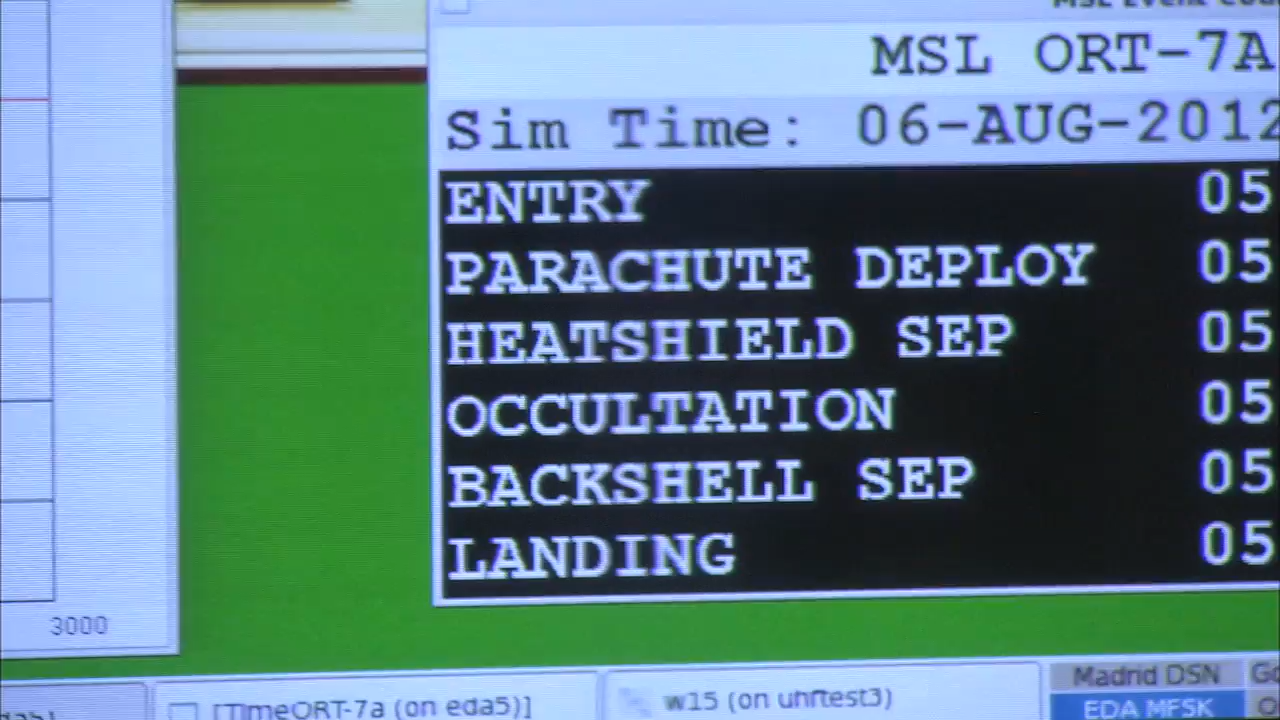 MSL ORT-7A
Sim Time: 06-AUG-2012
ENTRY 05
PARACHUTE DEPLOY 05
HEATSHIELD SEP 05
OCCULTATION 05
BACKSHELL SEP 05
LANDING 05
3000
[TimeORT-7a (on eda5)]
w15 (on uhftest3)
Madrid DSN
EDA MFSK